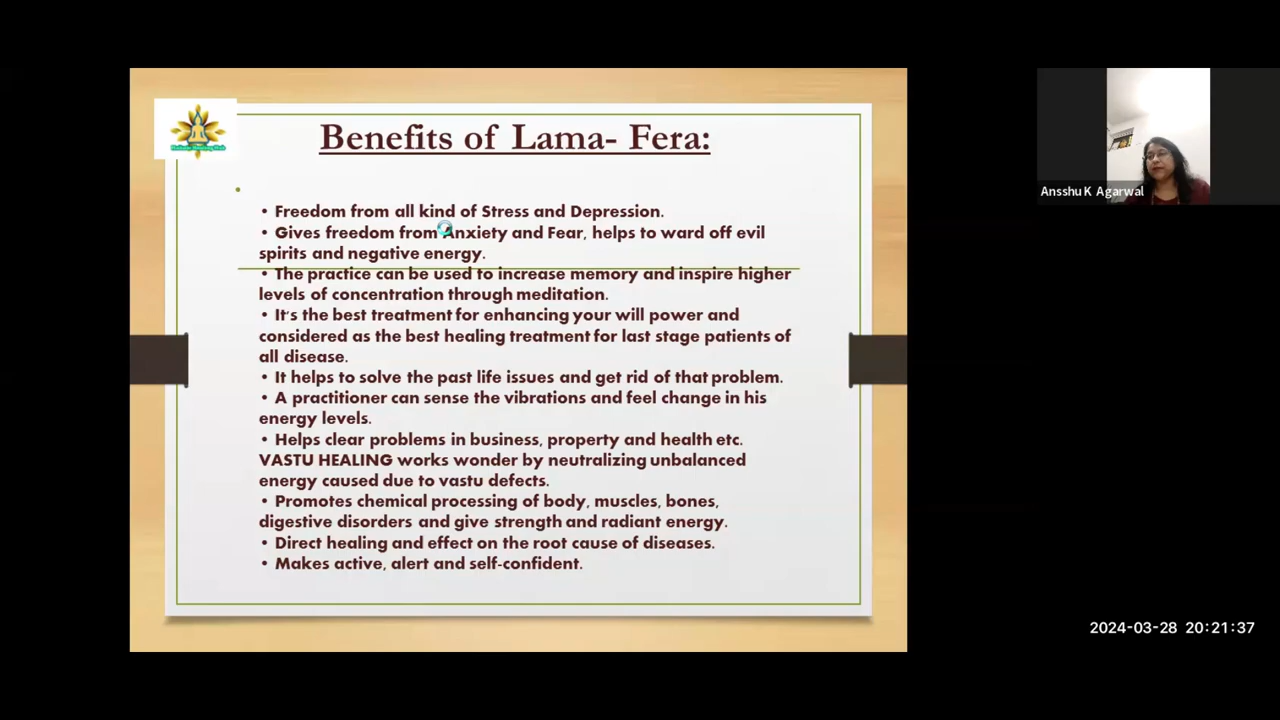 Benefits of Lama- Fera:
• Freedom from all kind of Stress and Depression.
• Gives freedom from Anxiety and Fear, helps to ward off evil
spirits and negative energy.
• The practice can be used to increase memory and inspire higher
levels of concentration through meditation.
• It's the best treatment for enhancing your will power and
considered as the best healing treatment for last stage patients of
all disease.
• It helps to solve the past life issues and get rid of that problem.
• A practitioner can sense the vibrations and feel change in his
energy levels.
• Helps clear problems in business, property and health etc.
VASTU HEALING works wonder by neutralizing unbalanced
energy caused due to vastu defects.
• Promotes chemical processing of body, muscles, bones,
digestive disorders and give strength and radiant energy.
• Direct healing and effect on the root cause of diseases.
• Makes active, alert and self-confident.
Ansshu K Agarwal
2024-03-28 20:21:37